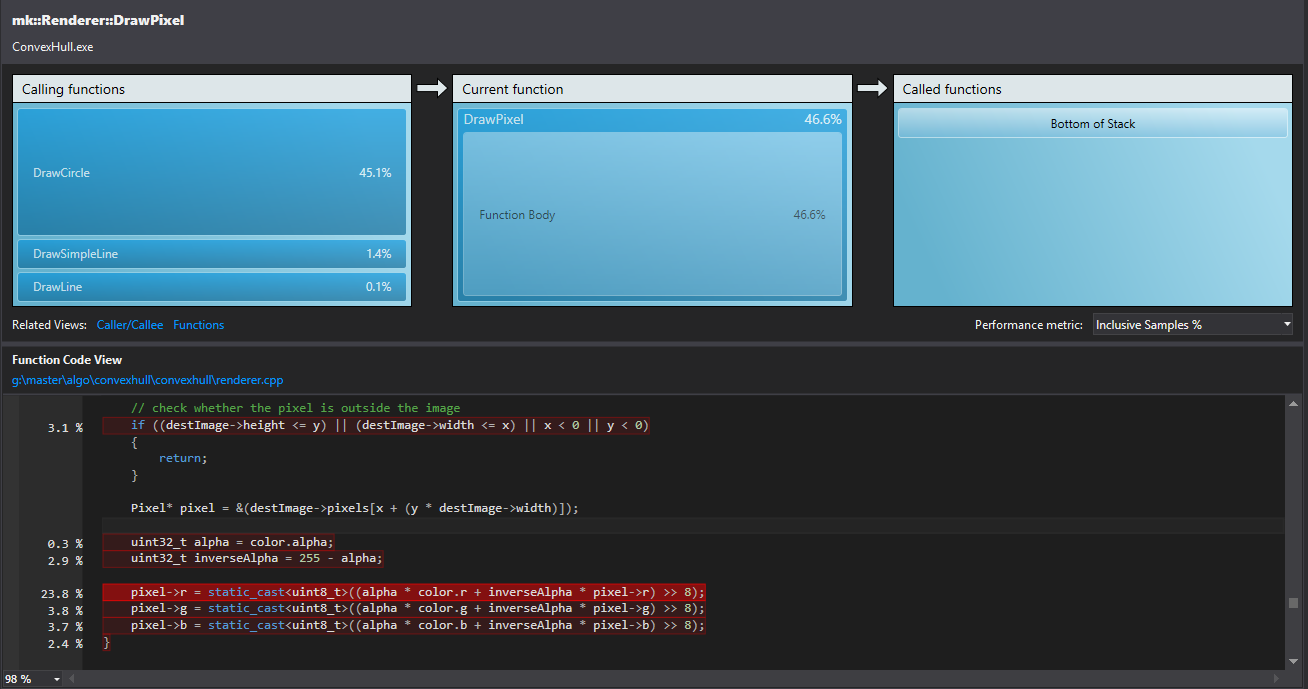 mk::Renderer::DrawPixel
ConvexHull.exe
Calling functions
Current function
Called functions
DrawCircle 45.1%
DrawSimpleLine 1.4%
DrawLine 0.1%
DrawPixel 46.6%
Function Body 46.6%
Bottom of Stack
Related Views: Caller/Callee Functions
Performance metric: Inclusive Samples %
Function Code View
g:\master\algo\convexhull\convexhull\renderer.cpp
// check whether the pixel is outside the image
3.1 % if ((destImage->height <= y) || (destImage->width <= x) || x < 0 || y < 0)
{
return;
}
Pixel* pixel = &(destImage->pixels[x + (y * destImage->width)]);
0.3 % uint32_t alpha = color.alpha;
2.9 % uint32_t inverseAlpha = 255 - alpha;
23.8 % pixel->r = static_cast<uint8_t>((alpha * color.r + inverseAlpha * pixel->r) >> 8);
3.8 % pixel->g = static_cast<uint8_t>((alpha * color.g + inverseAlpha * pixel->g) >> 8);
3.7 % pixel->b = static_cast<uint8_t>((alpha * color.b + inverseAlpha * pixel->b) >> 8);
2.4 % }
98 %